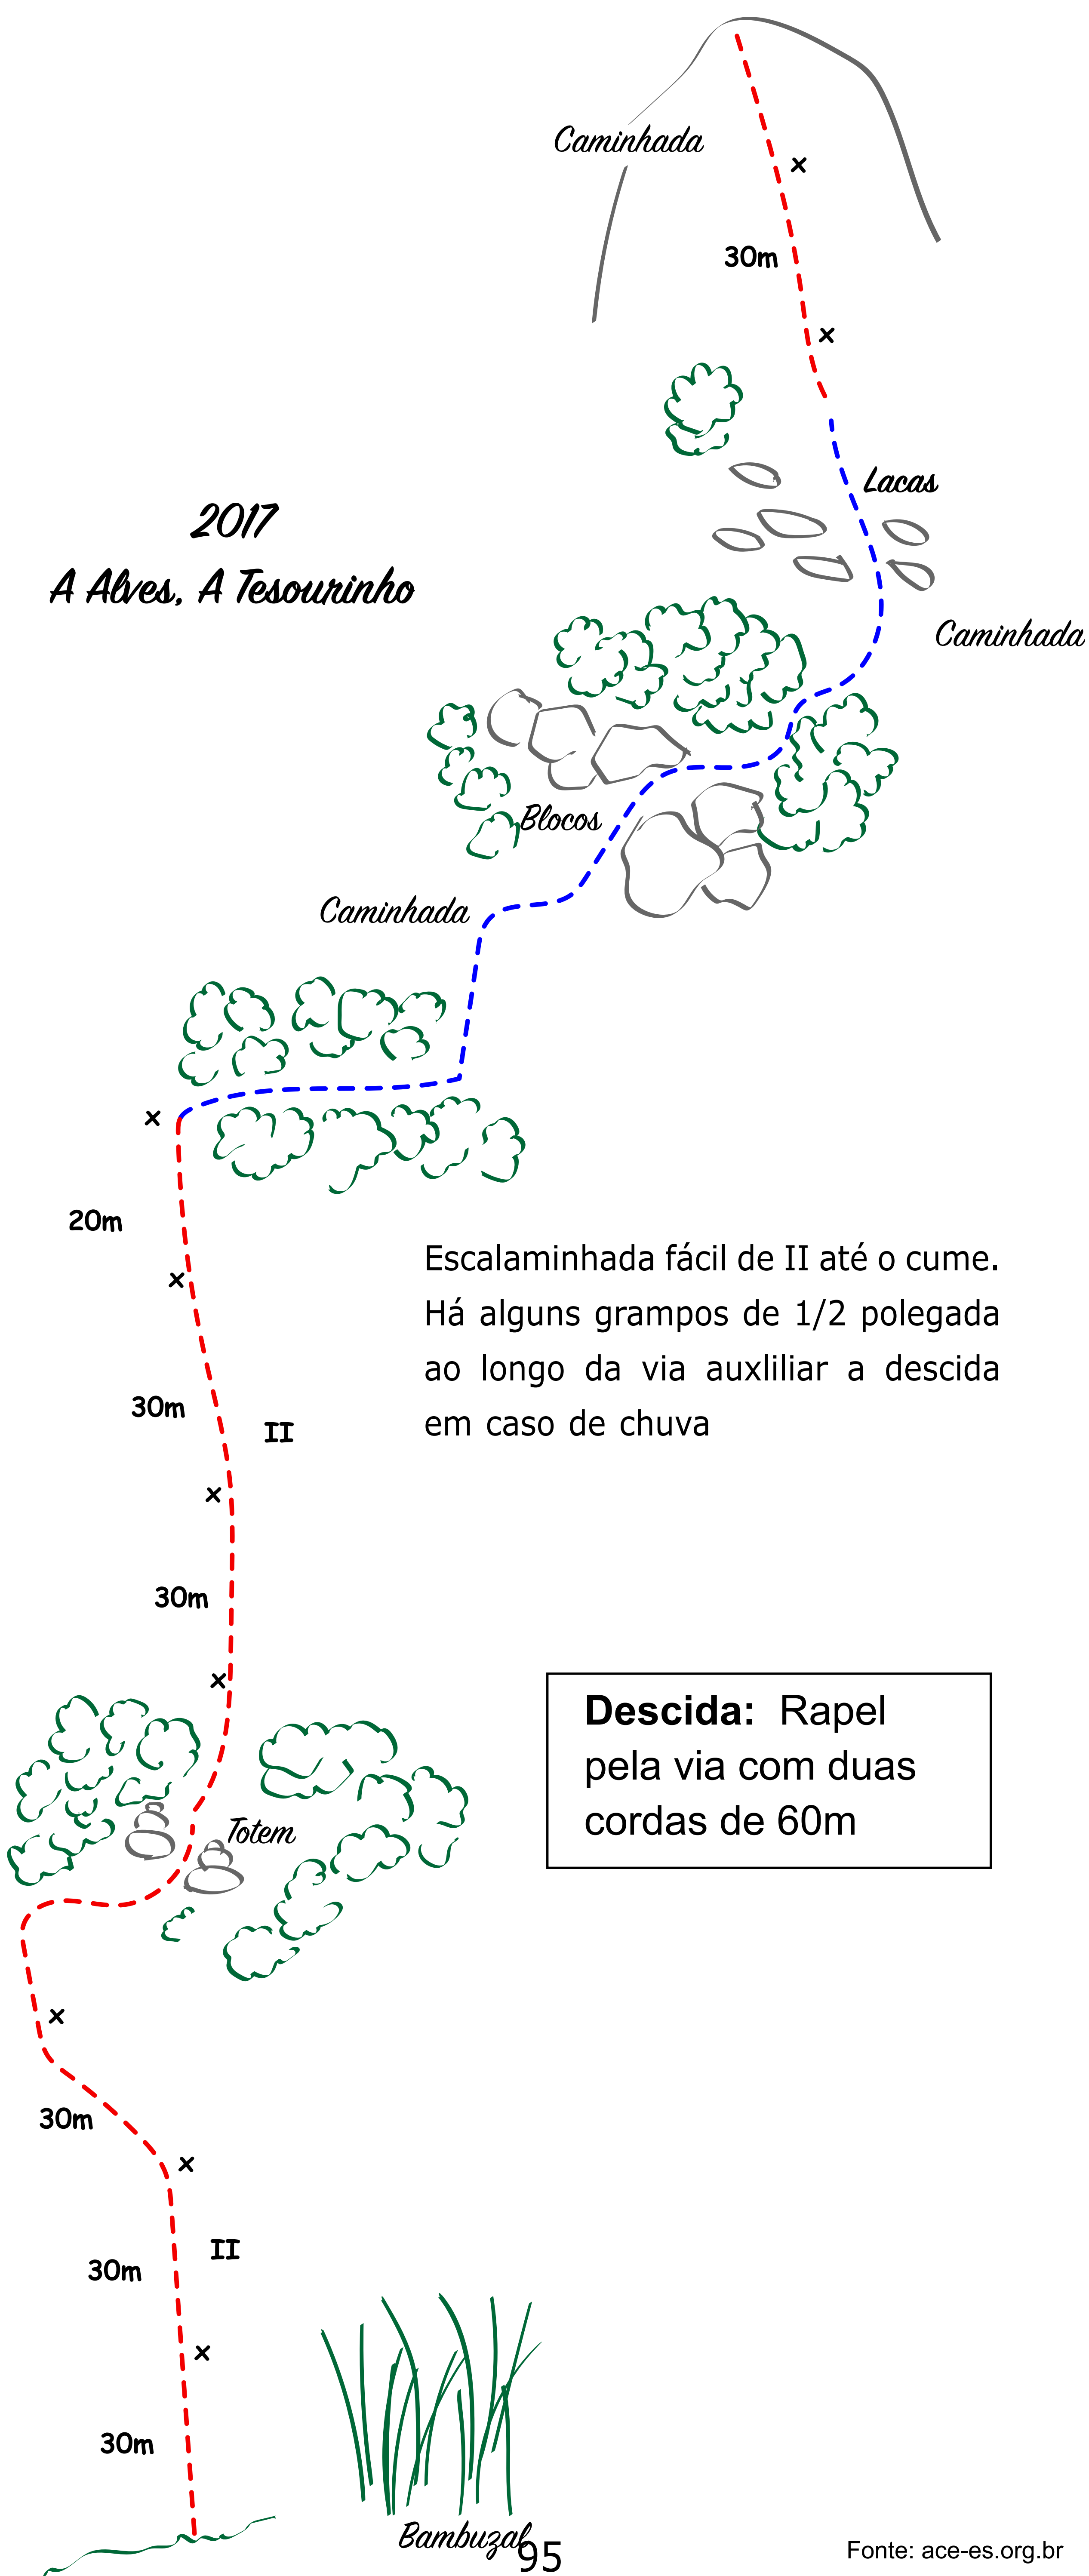 Caminhada
30m
Lacas
2017
A Alves, A Tesourinho
Caminhada
Blocos
Caminhada
20m
Escalaminhada fácil de II até o cume.
Há alguns grampos de 1/2 polegada
ao longo da via auxliliar a descida
em caso de chuva
30m
II
30m
Descida: Rapel
pela via com duas
cordas de 60m
Totem
30m
II
30m
30m
Bambuzal
95
Fonte: ace-es.org.br